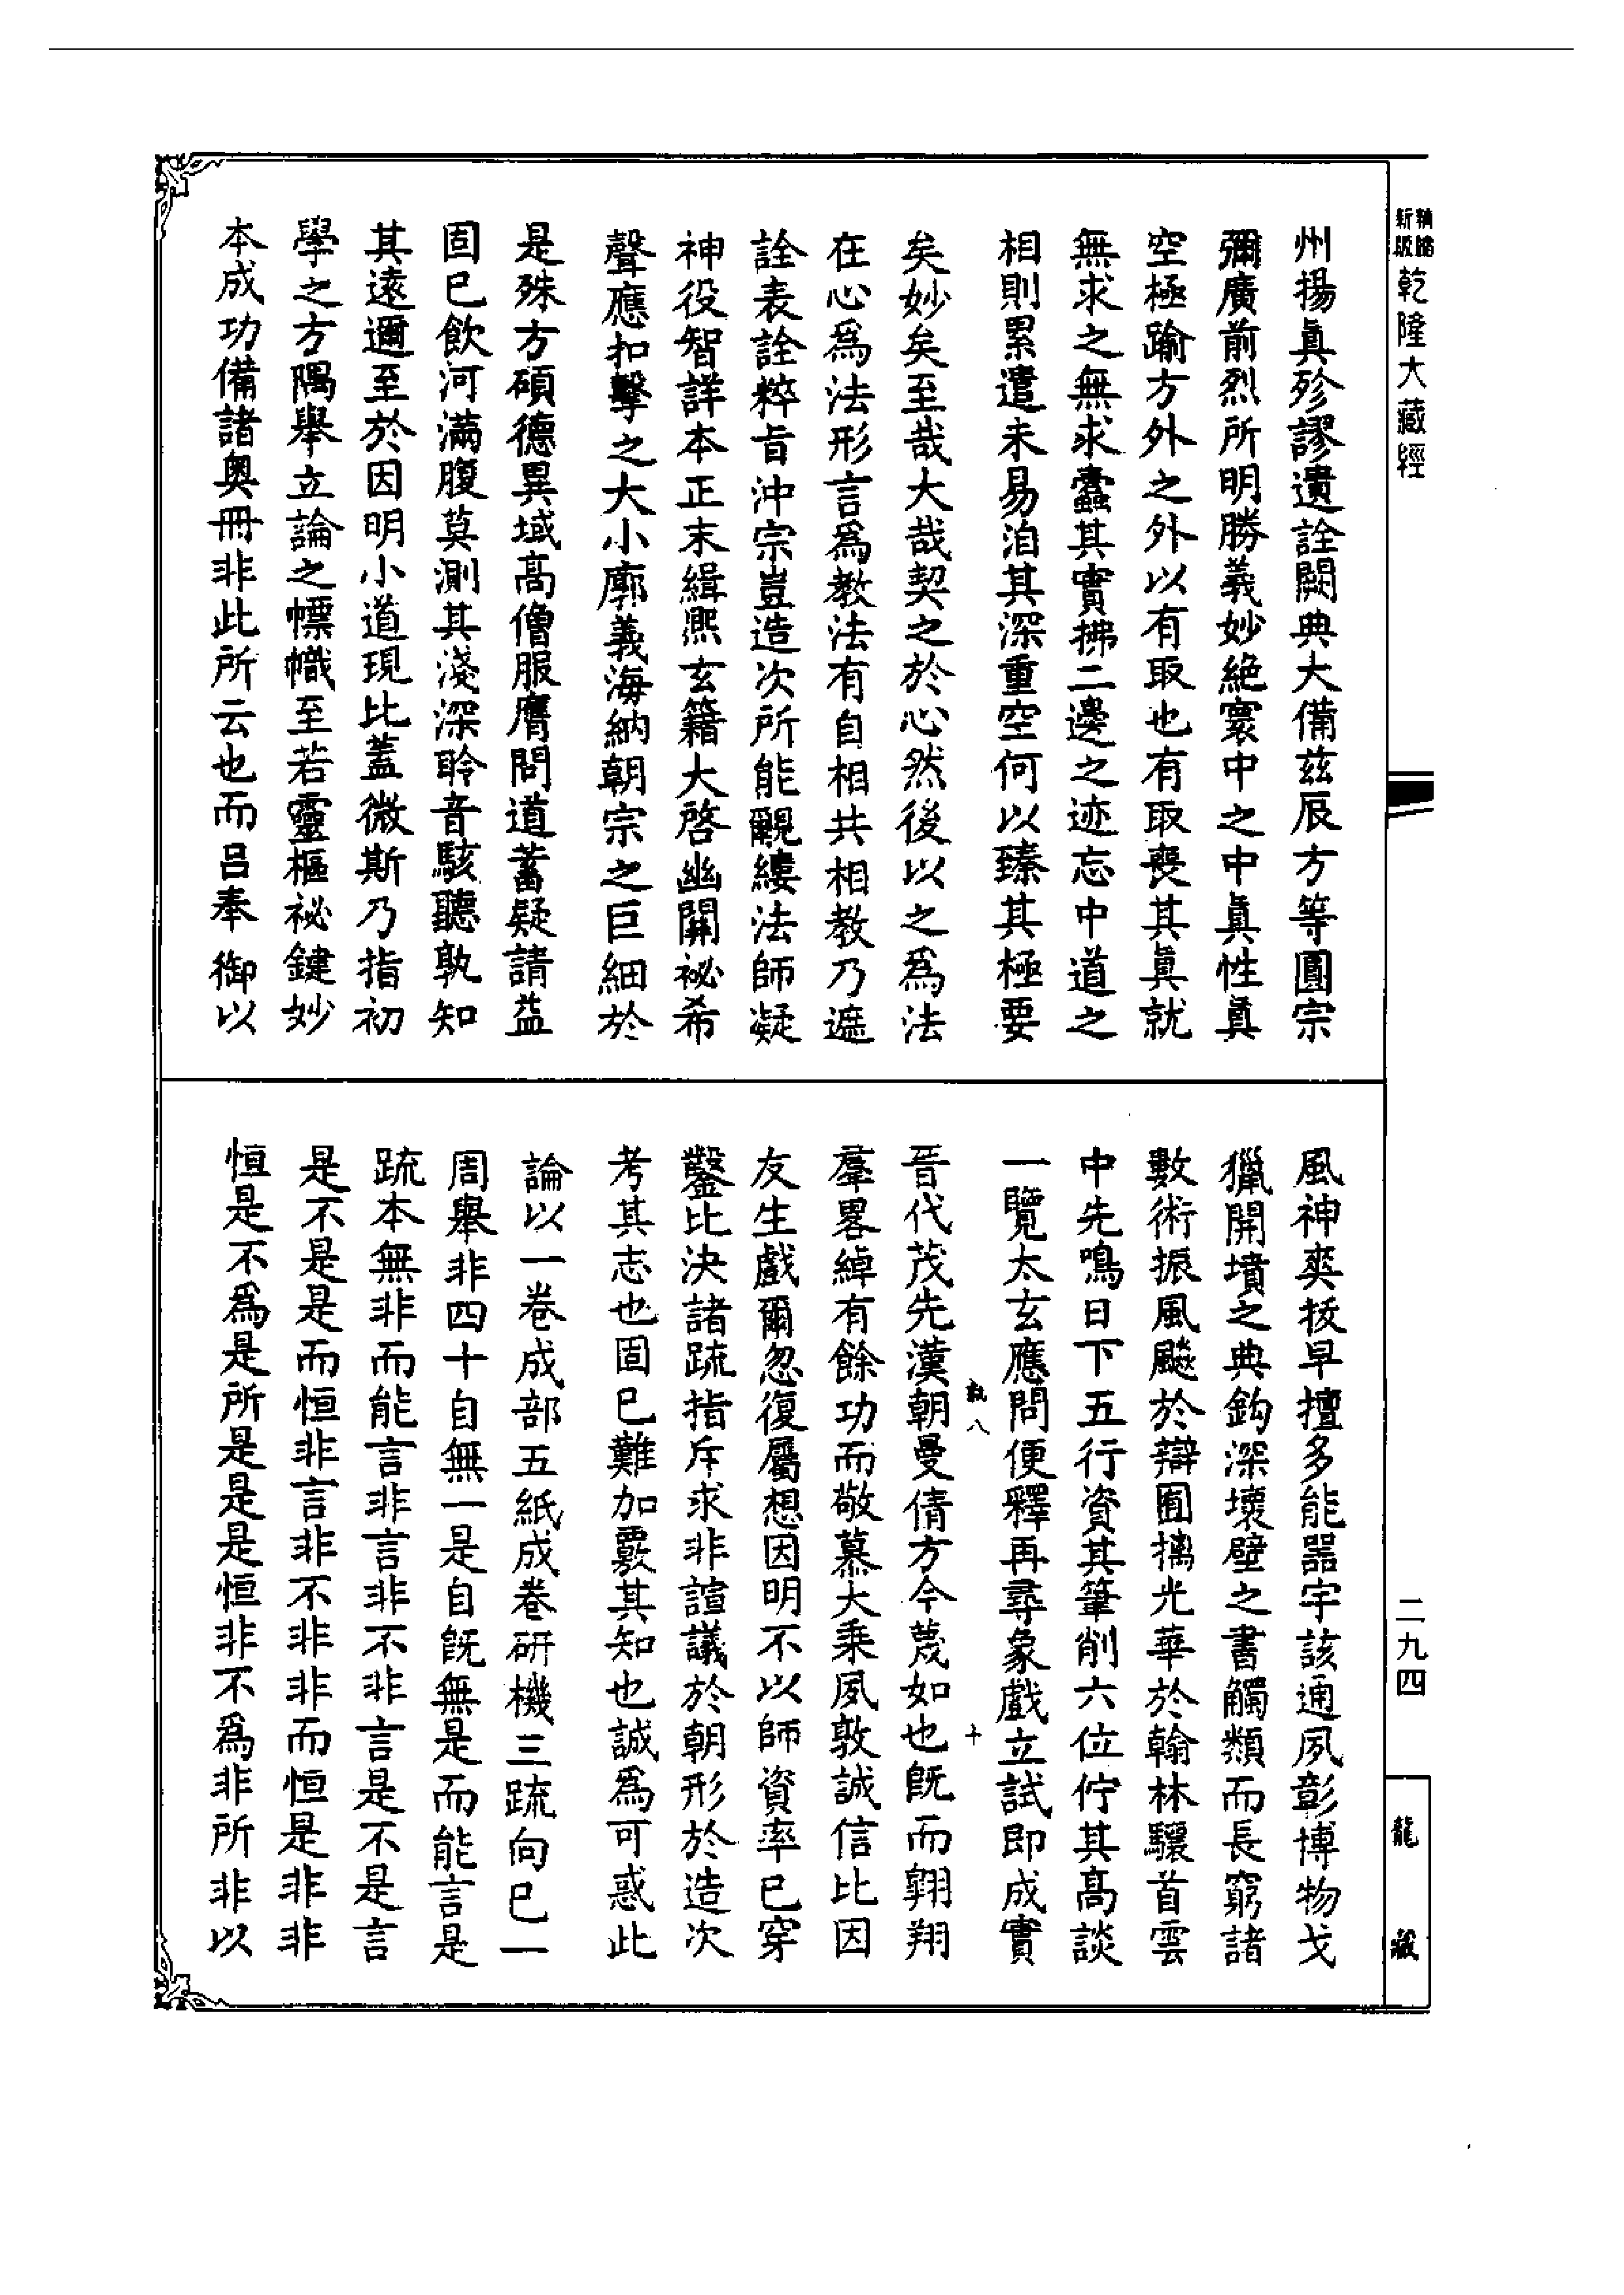 新版
乾隆大藏經
州揚眞殄謬遺詮闕典大備茲辰方等圓宗
彌廣前烈所明勝義妙絶寰中之中眞性眞
空極踰方外之外以有取也有取喪其眞就
無求之無求蠹其實拂二邊之迹忘中道之
相則累遣未易洎其深重空何以臻其極要
矣妙矣至哉大哉契之於心然後以之爲法
在心爲法形言爲教法有自相共相教乃遮
詮表詮粹旨沖宗豈造次所能覼縷法師凝
神役智詳本正末緝熈玄籍大啓幽關祕希
聲應扣擊之大小廓義海納朝宗之巨細於
是殊方碩德異域高僧服膺問道蓄疑請益
固已飲河滿腹莫測其淺深聆音駭聽孰知
其遠邇至於因明小道現比蓋微斯乃指初
學之方隅舉立論之幖幟至若靈樞祕鍵妙
本成功備諸奥冊非此所云也而吕奉御以
風神爽拔早擅多能器宇該通夙彰博物戈
獵開墳之典鈎深壞壁之書觸類而長窮諸
數術振風飈於辯囿摛光華於翰林驤首雲
中先鳴日下五行資其筆削六位佇其高談
一覽太玄應問便釋再尋象戲立試即成實
晉代茂先漢朝曼倩方今蔑如也既而翱翔
羣畧綽有餘功而敬慕大乘夙敦誠信比因
友生戲爾忽復屬想因明不以師資率已穿
鑿比決諸疏指斥求非諠議於朝形於造次
考其志也固已難加覈其知也誠爲可惑此
論以一卷成部五紙成卷研機三疏向已一
周舉非四十自無一是自既無是而能言是
疏本無非而能言非言非不非言是不是言
是不是是而恒非言非不非非而恒是非非
恒是不爲是所是是是恒非不爲非所非以
八
十
二九四
龍藏